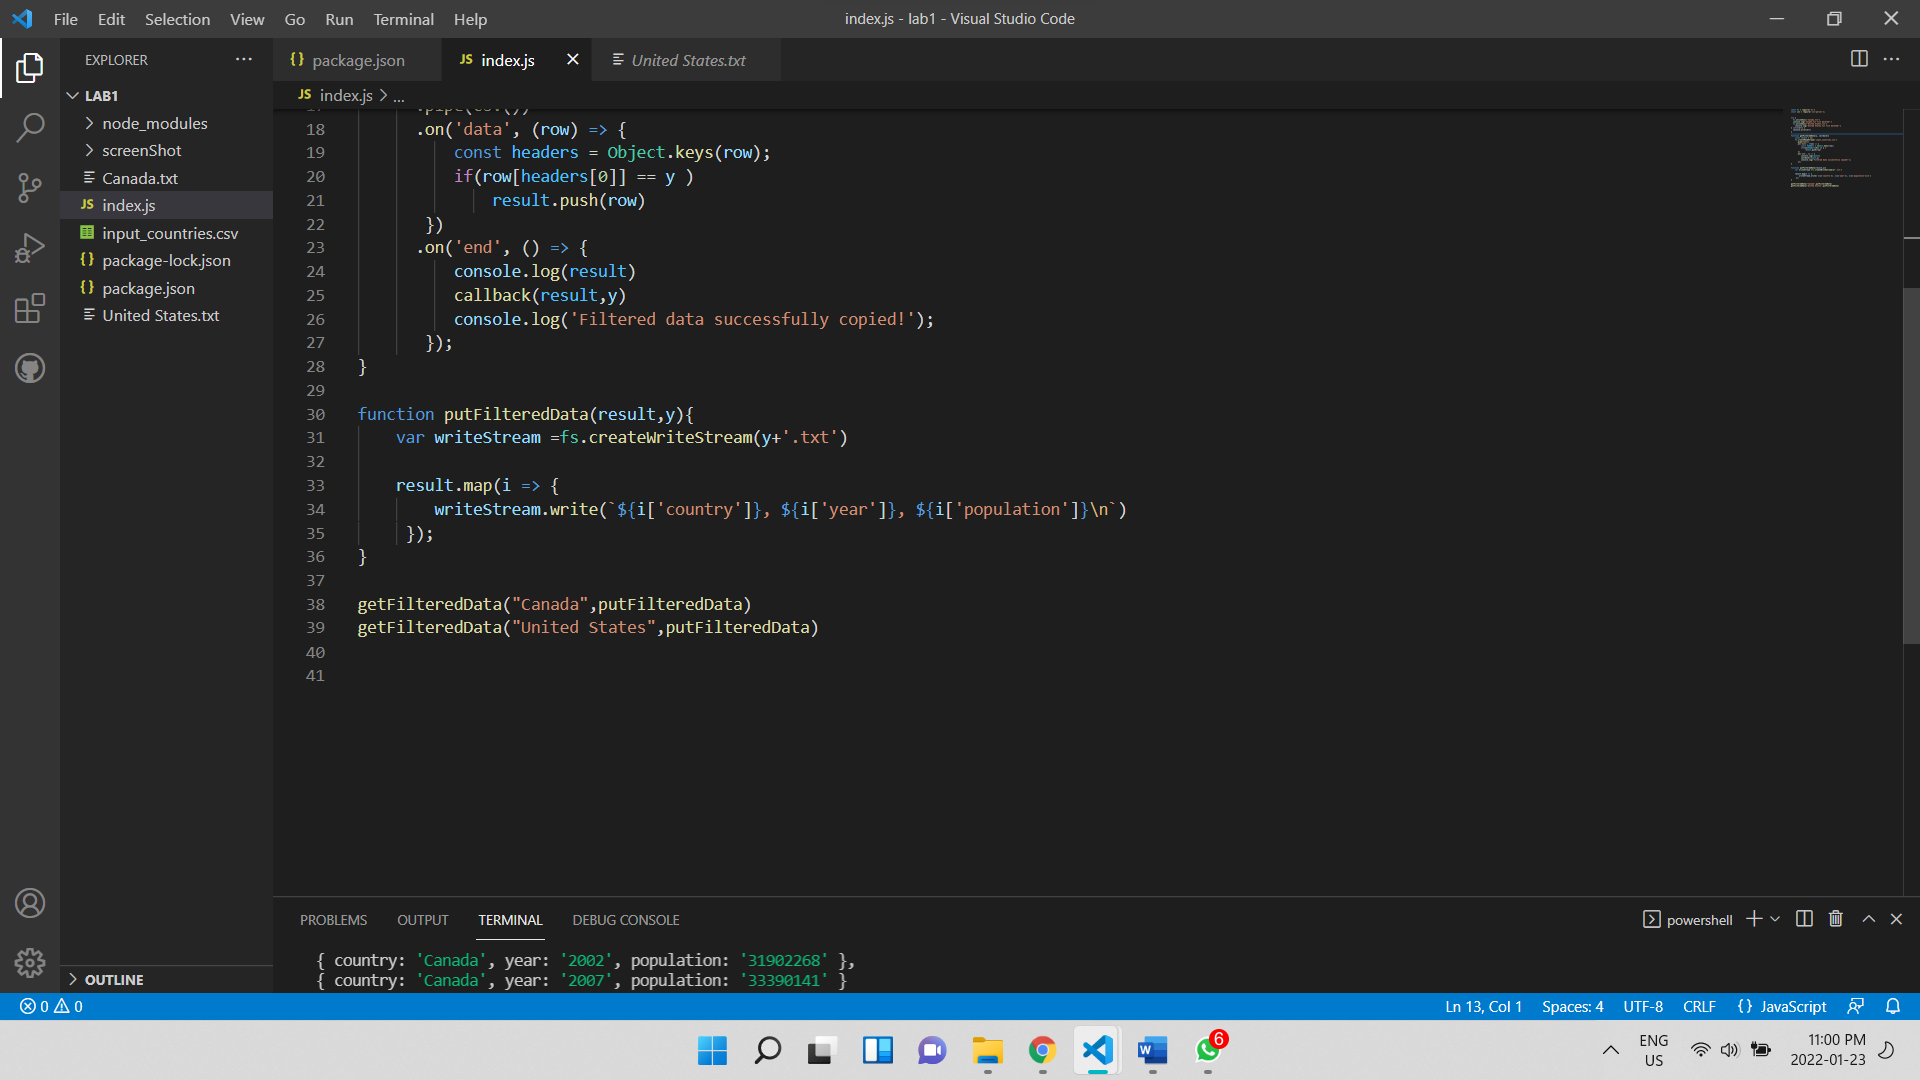 File Edit Selection View Go Run Terminal Help
index.js - lab1 - Visual Studio Code
EXPLORER ···
LAB1
node_modules
screenShot
Canada.txt
JS index.js
input_countries.csv
{} package-lock.json
{} package.json
United States.txt
OUTLINE
{} package.json
JS index.js
United States.txt
JS index.js > ...
18 .on('data', (row) => {
19 const headers = Object.keys(row);
20 if(row[headers[0]] == y )
21 result.push(row)
22 })
23 .on('end', () => {
24 console.log(result)
25 callback(result,y)
26 console.log('Filtered data successfully copied!');
27 });
28 }
29
30 function putFilteredData(result,y){
31 var writeStream =fs.createWriteStream(y+'.txt')
32
33 result.map(i => {
34 writeStream.write(`${i['country']}, ${i['year']}, ${i['population']}\n`)
35 });
36 }
37
38 getFilteredData("Canada",putFilteredData)
39 getFilteredData("United States",putFilteredData)
40
41
PROBLEMS OUTPUT TERMINAL DEBUG CONSOLE
powershell
{ country: 'Canada', year: '2002', population: '31902268' },
{ country: 'Canada', year: '2007', population: '33390141' }
0 0
Ln 13, Col 1 Spaces: 4 UTF-8 CRLF {} JavaScript
W
6
ENG
US
11:00 PM
2022-01-23